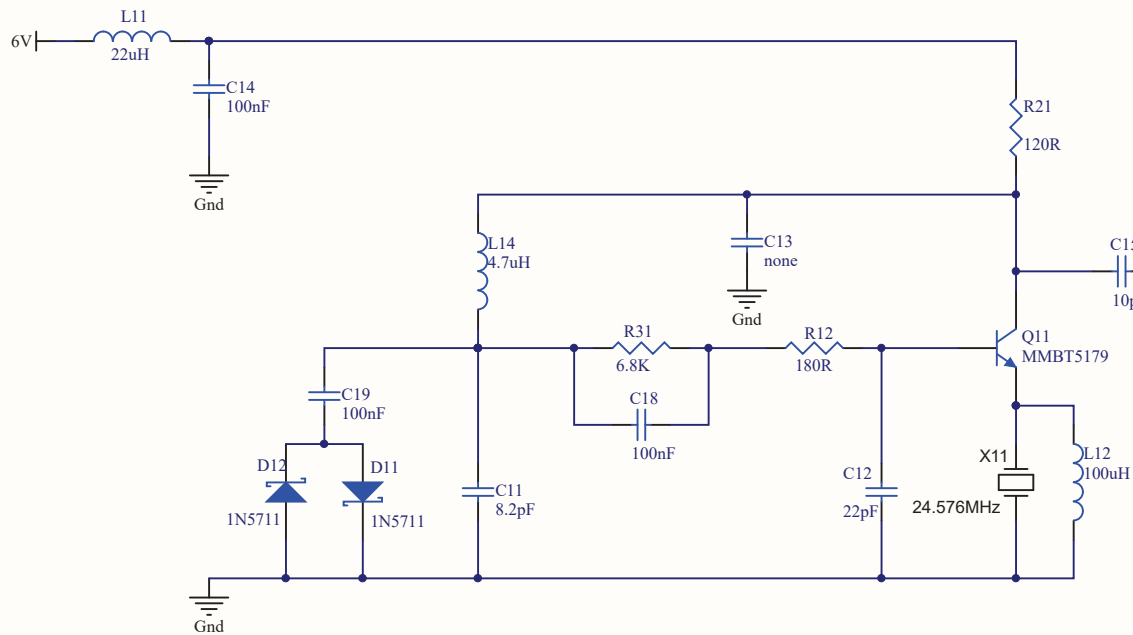 L11
6V
22uH
C14
100nF
Gnd
R21
120R
L14
4.7uH
C13
none
Gnd
C15
10p
R31
6.8K
R12
180R
Q11
MMBT5179
C19
100nF
C18
100nF
D12
1N5711
D11
1N5711
C11
8.2pF
C12
22pF
X11
24.576MHz
L12
100uH
Gnd